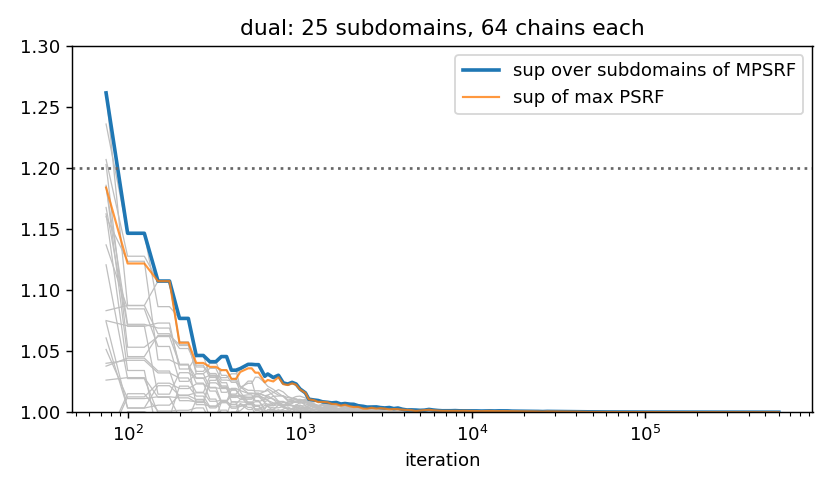 dual: 25 subdomains, 64 chains each
1.30
1.25
1.20
1.15
1.10
1.05
1.00
sup over subdomains of MPSRF
sup of max PSRF
10²
10³
10⁴
10⁵
iteration